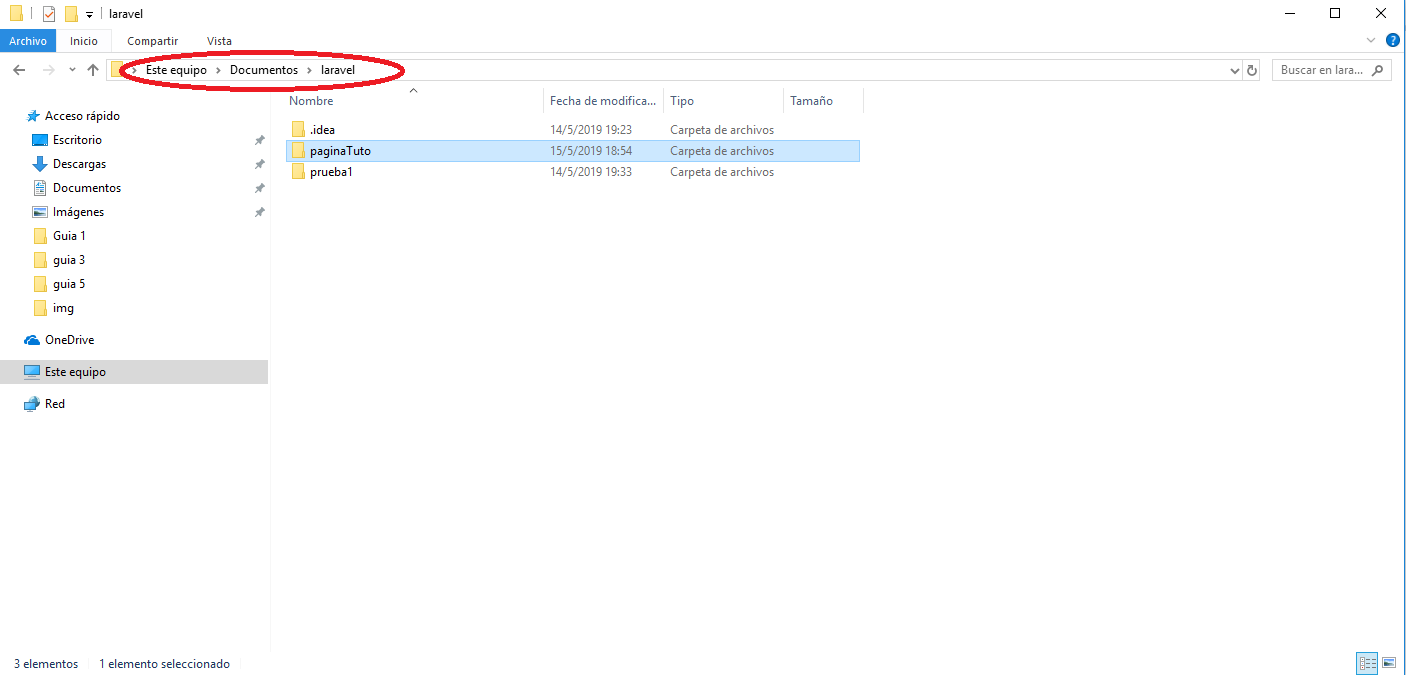 laravel
Archivo Inicio Compartir Vista
Este equipo Documentos laravel Buscar en lara...
Nombre Fecha de modifica... Tipo Tamaño
Acceso rápido
Escritorio
Descargas
Documentos
Imágenes
Guia 1
guia 3
guia 5
img
OneDrive
Este equipo
Red
.idea 14/5/2019 19:23 Carpeta de archivos
paginaTuto 15/5/2019 18:54 Carpeta de archivos
prueba1 14/5/2019 19:33 Carpeta de archivos
3 elementos 1 elemento seleccionado